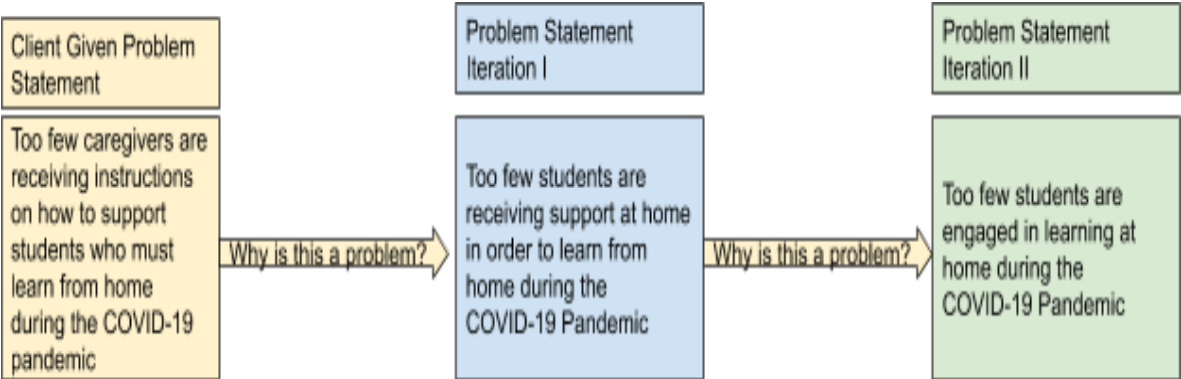 Client Given Problem
Statement
Too few caregivers are
receiving instructions
on how to support
students who must
learn from home
during the COVID-19
pandemic
Why is this a problem?
Problem Statement
Iteration I
Too few students are
receiving support at home
in order to learn from
home during the
COVID-19 Pandemic
Why is this a problem?
Problem Statement
Iteration II
Too few students are
engaged in learning at
home during the
COVID-19 Pandemic